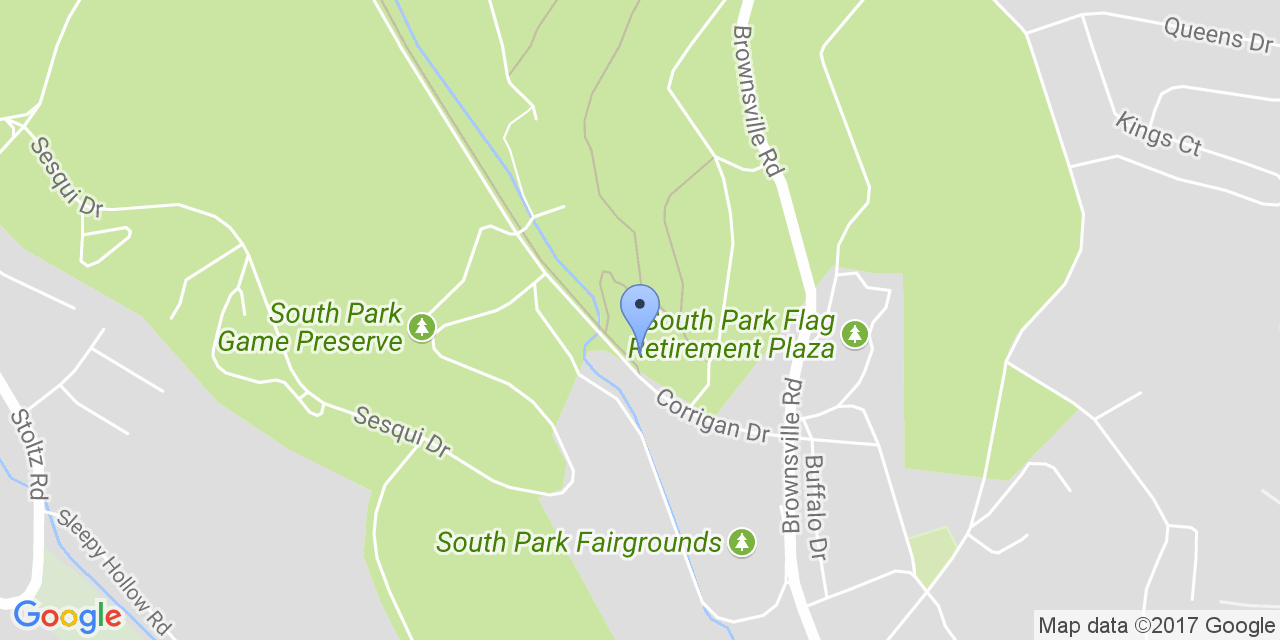 Queens Dr
Brownsville Rd
Kings Ct
Sesqui Dr
South Park
Game Preserve
South Park Flag
Retirement Plaza
Corrigan Dr
Brownsville Rd
Stoltz Rd
Sesqui Dr
Buffalo Dr
Sleepy Hollow Rd
South Park Fairgrounds
Google
Map data ©2017 Google